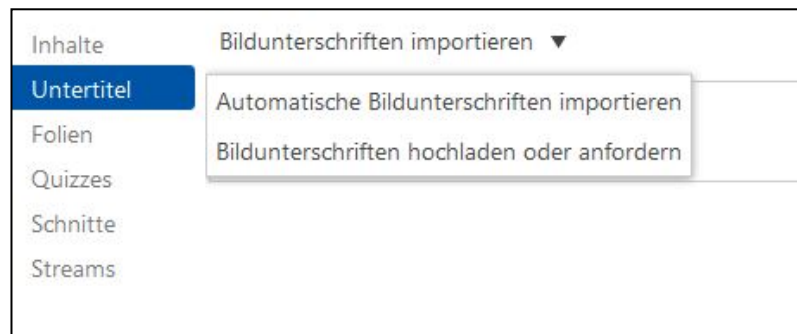 Inhalte
Untertitel
Folien
Quizzes
Schnitte
Streams
Bildunterschriften importieren ▼
Automatische Bildunterschriften importieren
Bildunterschriften hochladen oder anfordern